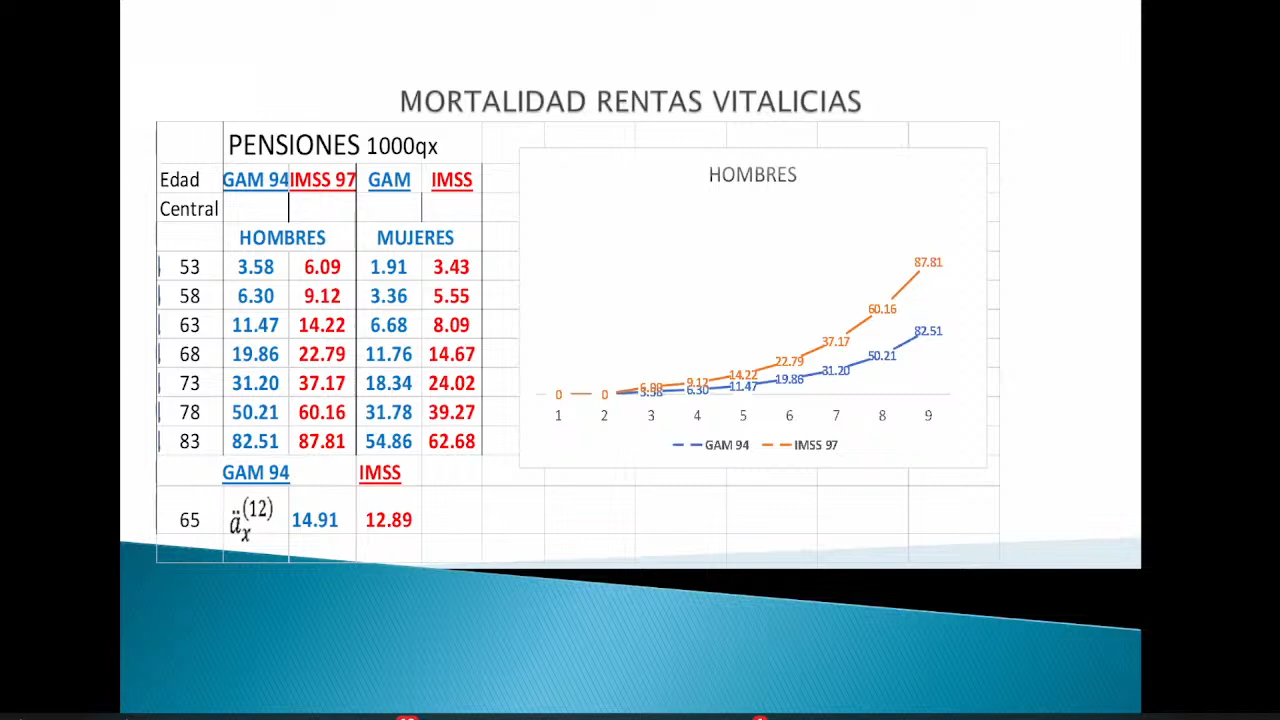 MORTALIDAD RENTAS VITALICIAS
PENSIONES 1000qx
Edad GAM 94 IMSS 97 GAM IMSS
Central
HOMBRES MUJERES
53 3.58 6.09 1.91 3.43
58 6.30 9.12 3.36 5.55
63 11.47 14.22 6.68 8.09
68 19.86 22.79 11.76 14.67
73 31.20 37.17 18.34 24.02
78 50.21 60.16 31.78 39.27
83 82.51 87.81 54.86 62.68
GAM 94 IMSS
65 ä_x^(12) 14.91 12.89
HOMBRES
87.81
60.16
82.51
37.17
50.21
22.79
31.20
14.22
19.86
9.12
11.47
6.30
0 0
1 2 3 4 5 6 7 8 9
GAM 94 IMSS 97